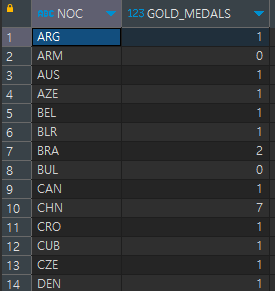 ABC NOC 123 GOLD_MEDALS
1 ARG 1
2 ARM 0
3 AUS 1
4 AZE 1
5 BEL 1
6 BLR 1
7 BRA 2
8 BUL 0
9 CAN 1
10 CHN 7
11 CRO 1
12 CUB 1
13 CZE 1
14 DEN 1